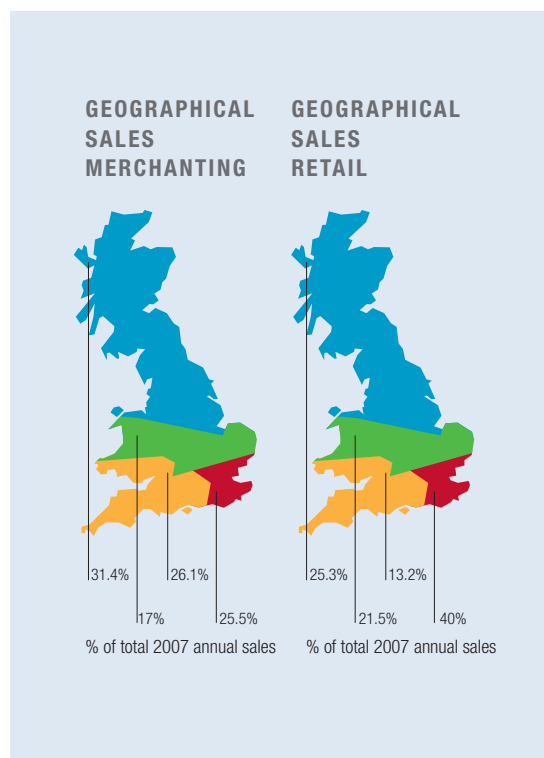 GEOGRAPHICAL
SALES
MERCHANTING
31.4%
26.1%
17%
25.5%
% of total 2007 annual sales
GEOGRAPHICAL
SALES
RETAIL
25.3%
13.2%
21.5%
40%
% of total 2007 annual sales